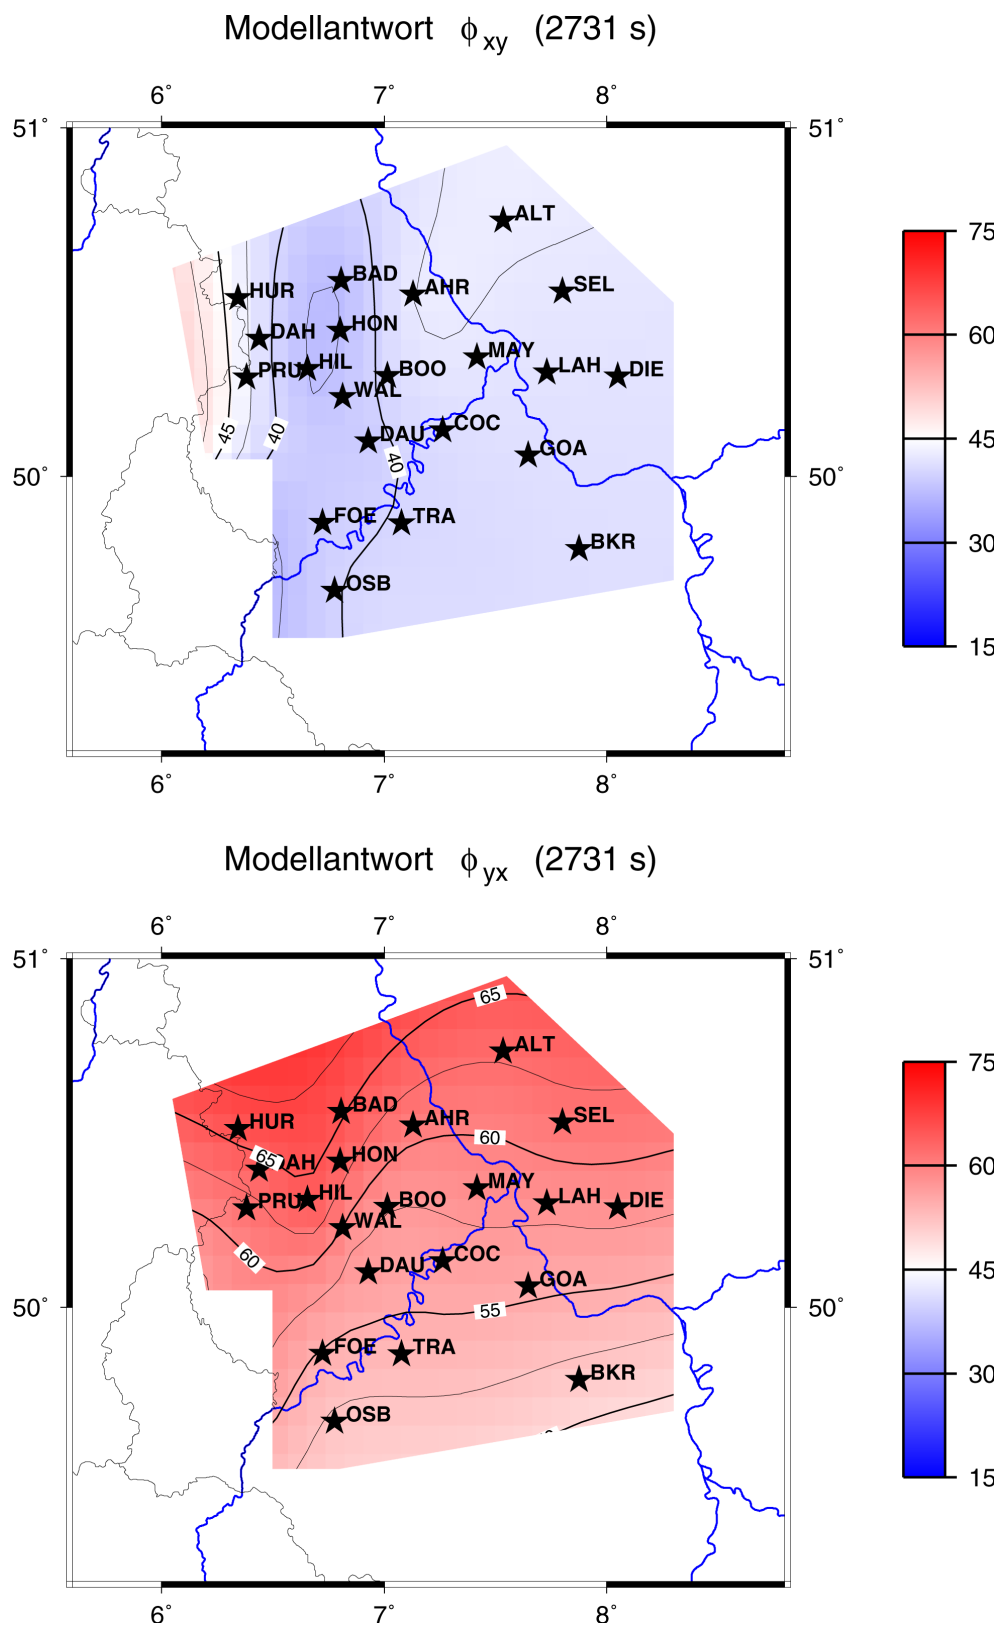 Modellantwort ϕxy (2731 s)
6° 7° 8°
51° 51°
ALT
BAD
HUR AHR SEL
DAH HON
MAY
PRU HIL BOO LAH DIE
WAL
45 40 DAU COC
40 GOA
50° 50°
FOE TRA
BKR
OSB
6° 7° 8°
75
60
45
30
15
Modellantwort ϕyx (2731 s)
6° 7° 8°
51° 51°
65
ALT
BAD
HUR AHR SEL
60
65 AH HON
MAY
PRU HIL BOO LAH DIE
WAL
60 DAU COC
GOA
50° 55 50°
FOE TRA
BKR
OSB
6° 7° 8°
75
60
45
30
15